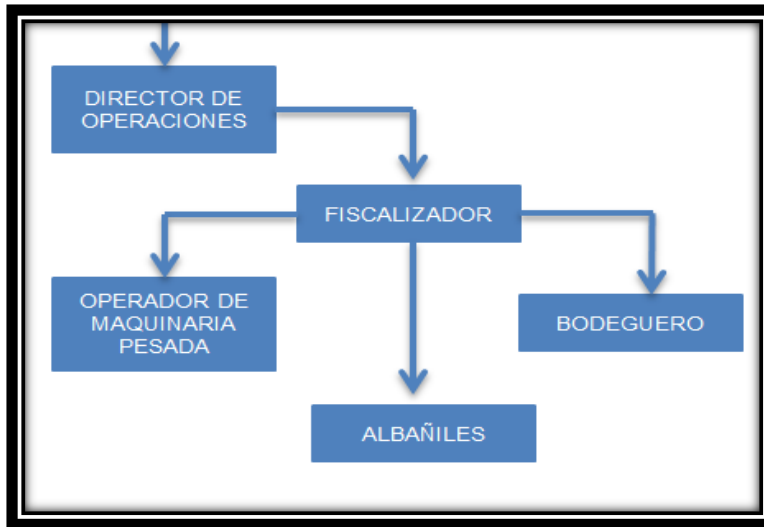 DIRECTOR DE
OPERACIONES
FISCALIZADOR
OPERADOR DE
MAQUINARIA
PESADA
BODEGUERO
ALBAÑILES